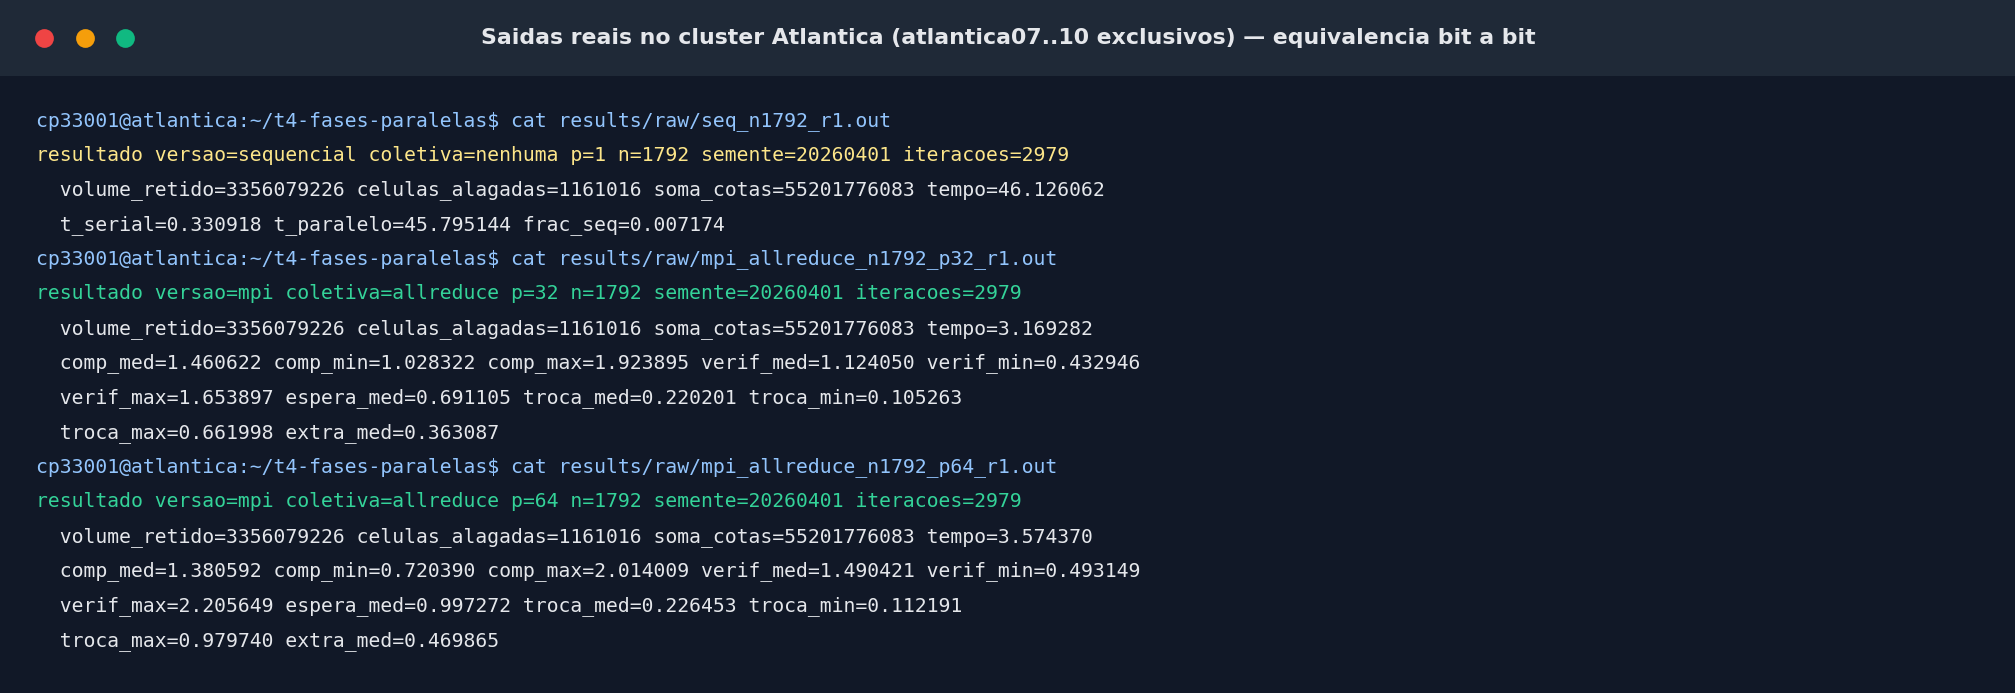 Saidas reais no cluster Atlantica (atlantica07..10 exclusivos) — equivalencia bit a bit
cp33001@atlantica:~/t4-fases-paralelas$ cat results/raw/seq_n1792_r1.out
resultado versao=sequencial coletiva=nenhuma p=1 n=1792 semente=20260401 iteracoes=2979
  volume_retido=3356079226 celulas_alagadas=1161016 soma_cotas=55201776083 tempo=46.126062
  t_serial=0.330918 t_paralelo=45.795144 frac_seq=0.007174
cp33001@atlantica:~/t4-fases-paralelas$ cat results/raw/mpi_allreduce_n1792_p32_r1.out
resultado versao=mpi coletiva=allreduce p=32 n=1792 semente=20260401 iteracoes=2979
  volume_retido=3356079226 celulas_alagadas=1161016 soma_cotas=55201776083 tempo=3.169282
  comp_med=1.460622 comp_min=1.028322 comp_max=1.923895 verif_med=1.124050 verif_min=0.432946
  verif_max=1.653897 espera_med=0.691105 troca_med=0.220201 troca_min=0.105263
  troca_max=0.661998 extra_med=0.363087
cp33001@atlantica:~/t4-fases-paralelas$ cat results/raw/mpi_allreduce_n1792_p64_r1.out
resultado versao=mpi coletiva=allreduce p=64 n=1792 semente=20260401 iteracoes=2979
  volume_retido=3356079226 celulas_alagadas=1161016 soma_cotas=55201776083 tempo=3.574370
  comp_med=1.380592 comp_min=0.720390 comp_max=2.014009 verif_med=1.490421 verif_min=0.493149
  verif_max=2.205649 espera_med=0.997272 troca_med=0.226453 troca_min=0.112191
  troca_max=0.979740 extra_med=0.469865